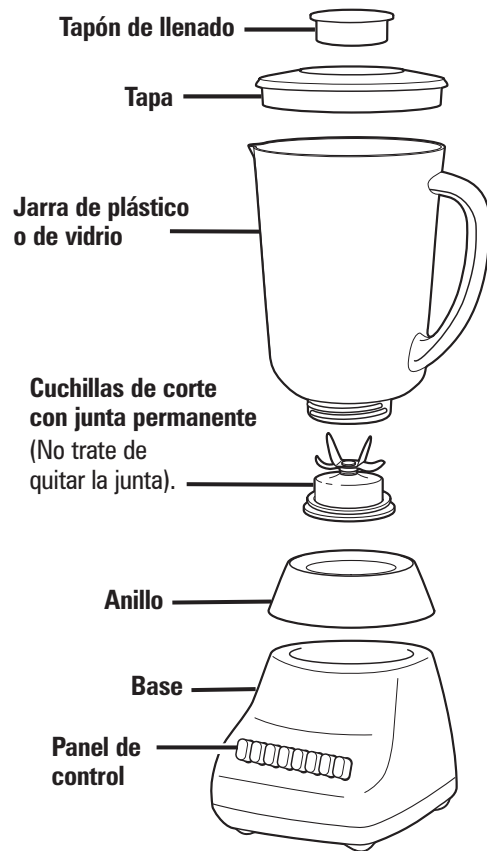 Tapón de llenado
Tapa
Jarra de plástico
o de vidrio
Cuchillas de corte
con junta permanente
(No trate de
quitar la junta).
Anillo
Base
Panel de
control